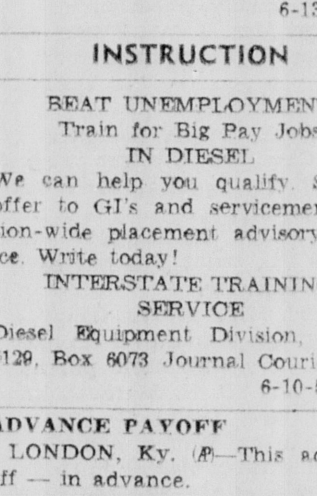 6-13
INSTRUCTION
BEAT UNEMPLOYMEN
Train for Big Pay Jobs
IN DIESEL
We can help you qualify.
offer to GI's and serviceme
ion-wide placement advisory
ce. Write today!
INTERSTATE TRAININ
SERVICE
Diesel Equipment Division,
129, Box 6073 Journal Couri
6-10-
ADVANCE PAYOFF
LONDON, Ky. (AP)—This a
ff — in advance.